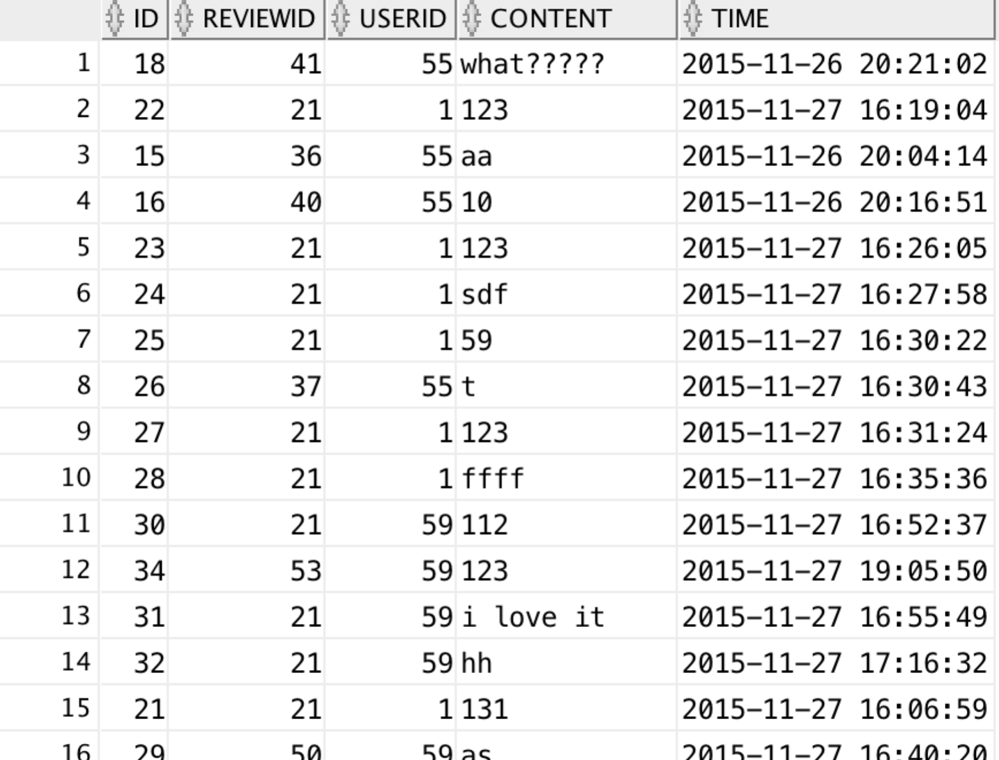 ID REVIEWID USERID CONTENT TIME
1 18 41 55 what????? 2015-11-26 20:21:02
2 22 21 1 123 2015-11-27 16:19:04
3 15 36 55 aa 2015-11-26 20:04:14
4 16 40 55 10 2015-11-26 20:16:51
5 23 21 1 123 2015-11-27 16:26:05
6 24 21 1 sdf 2015-11-27 16:27:58
7 25 21 1 59 2015-11-27 16:30:22
8 26 37 55 t 2015-11-27 16:30:43
9 27 21 1 123 2015-11-27 16:31:24
10 28 21 1 ffff 2015-11-27 16:35:36
11 30 21 59 112 2015-11-27 16:52:37
12 34 53 59 123 2015-11-27 19:05:50
13 31 21 59 i love it 2015-11-27 16:55:49
14 32 21 59 hh 2015-11-27 17:16:32
15 21 21 1 131 2015-11-27 16:06:59
16 29 50 59 as 2015-11-27 16:40:20